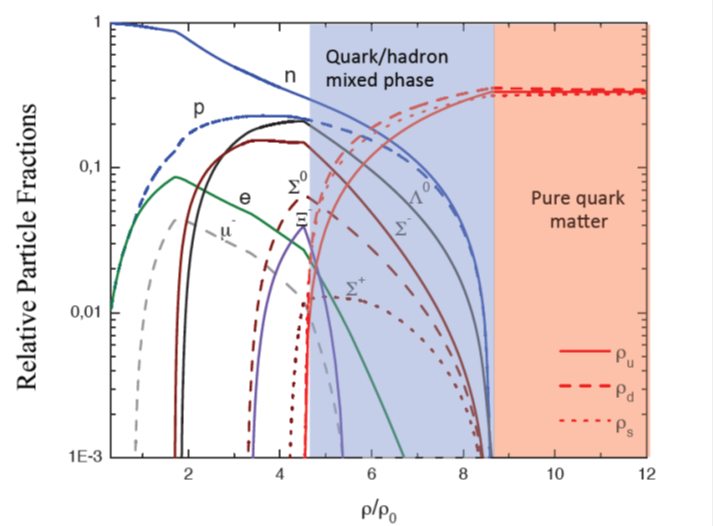 1
0,1
0,01
1E-3
Relative Particle Fractions
Quark/hadron
mixed phase
n
p
e
μ⁻
Σ⁰
Ξ⁻
Λ⁰
Σ⁻
Σ⁺
Pure quark
matter
ρu
ρd
ρs
2 4 6 8 10 12
ρ/ρ₀